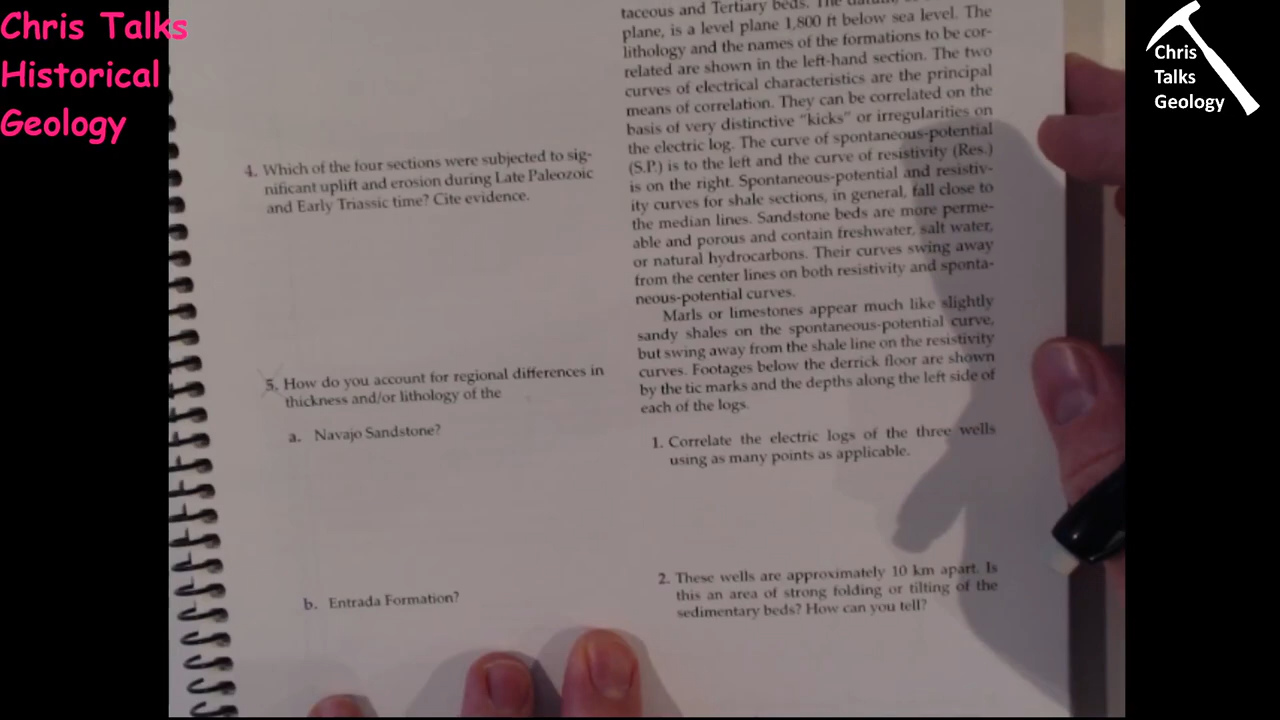 Chris Talks
Historical
Geology
4. Which of the four sections were subjected to sig-
nificant uplift and erosion during Late Paleozoic
and Early Triassic time? Cite evidence.
5. How do you account for regional differences in
thickness and/or lithology of the
a. Navajo Sandstone?
b. Entrada Formation?
taceous and Tertiary beds. The datum,
plane, is a level plane 1,800 ft below sea level. The
lithology and the names of the formations to be cor-
related are shown in the left-hand section. The two
curves of electrical characteristics are the principal
means of correlation. They can be correlated on the
basis of very distinctive "kicks" or irregularities on
the electric log. The curve of spontaneous-potential
(S.P.) is to the left and the curve of resistivity (Res.)
is on the right. Spontaneous-potential and resistiv-
ity curves for shale sections, in general, fall close to
the median lines. Sandstone beds are more perme-
able and porous and contain freshwater, salt water,
or natural hydrocarbons. Their curves swing away
from the center lines on both resistivity and sponta-
neous-potential curves.
Marls or limestones appear much like slightly
sandy shales on the spontaneous-potential curve,
but swing away from the shale line on the resistivity
curves. Footages below the derrick floor are shown
by the tic marks and the depths along the left side of
each of the logs.
1. Correlate the electric logs of the three wells
using as many points as applicable.
2. These wells are approximately 10 km apart. Is
this an area of strong folding or tilting of the
sedimentary beds? How can you tell?
Chris
Talks
Geology